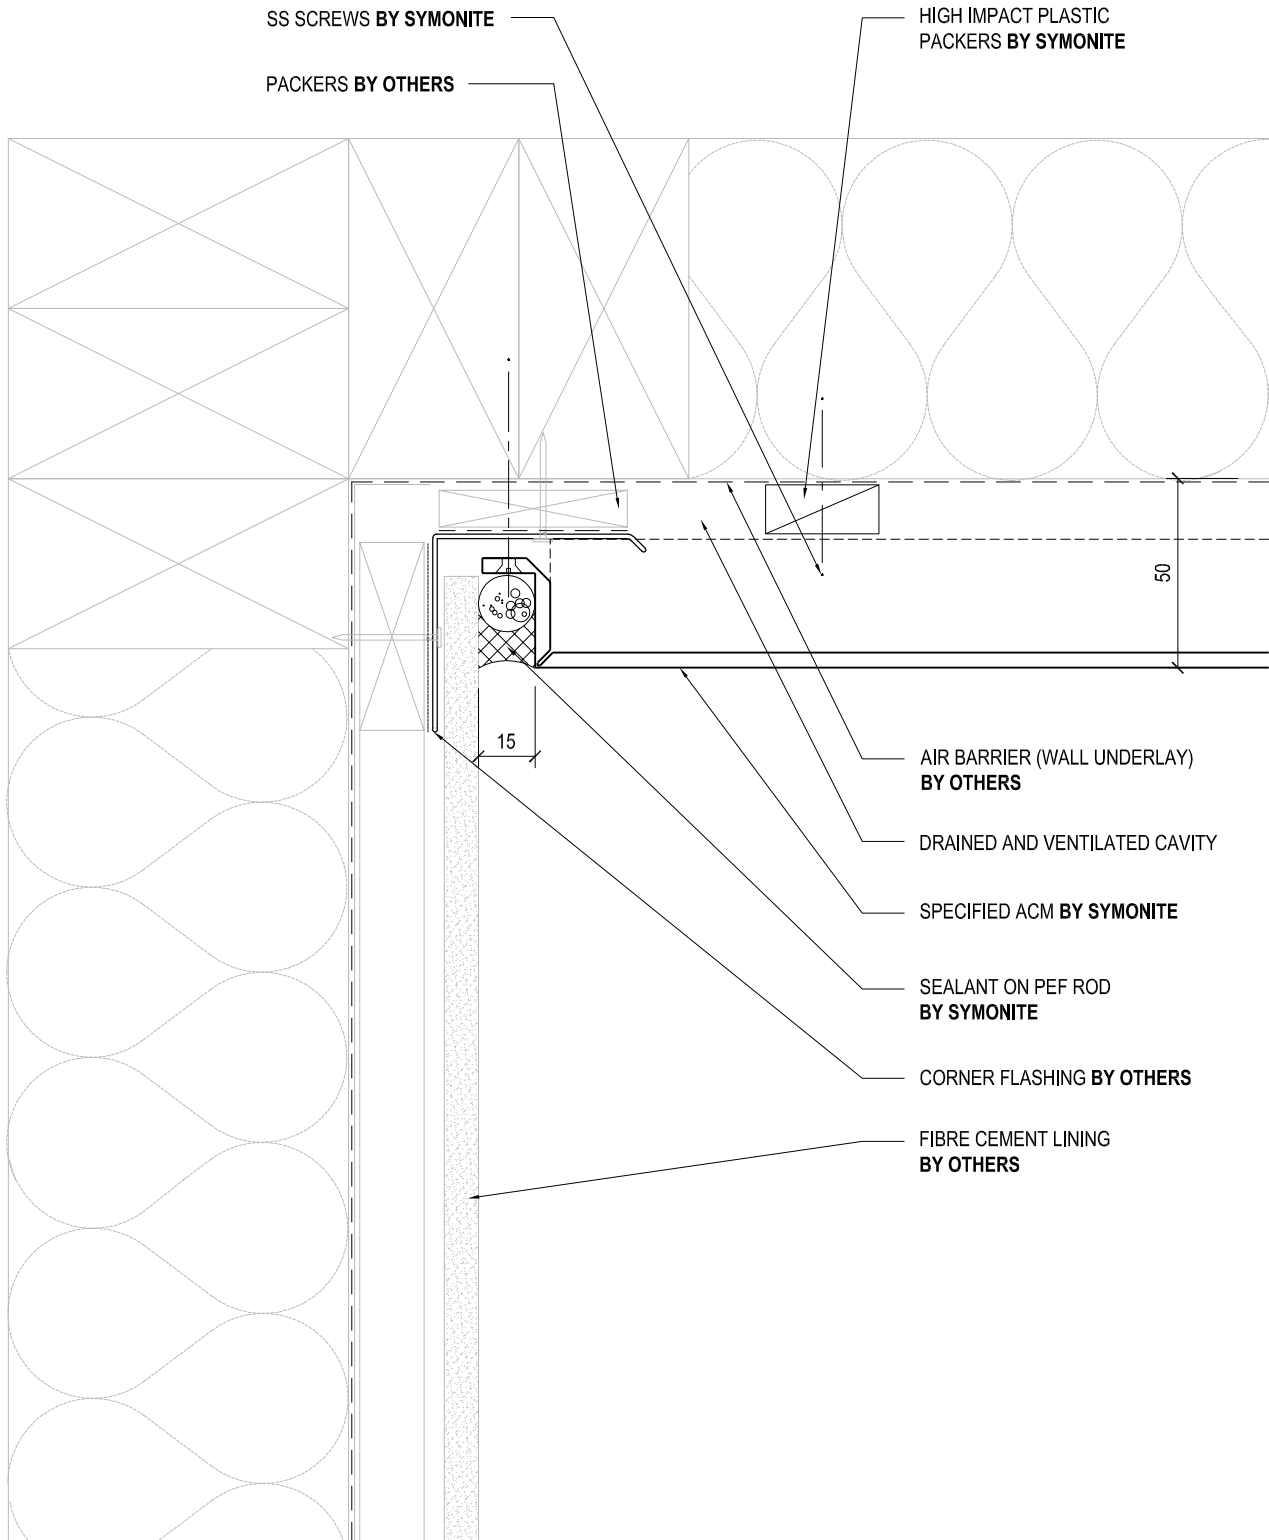 SS SCREWS BY SYMONITE
HIGH IMPACT PLASTIC
PACKERS BY SYMONITE
PACKERS BY OTHERS
50
15
AIR BARRIER (WALL UNDERLAY)
BY OTHERS
DRAINED AND VENTILATED CAVITY
SPECIFIED ACM BY SYMONITE
SEALANT ON PEF ROD
BY SYMONITE
CORNER FLASHING BY OTHERS
FIBRE CEMENT LINING
BY OTHERS